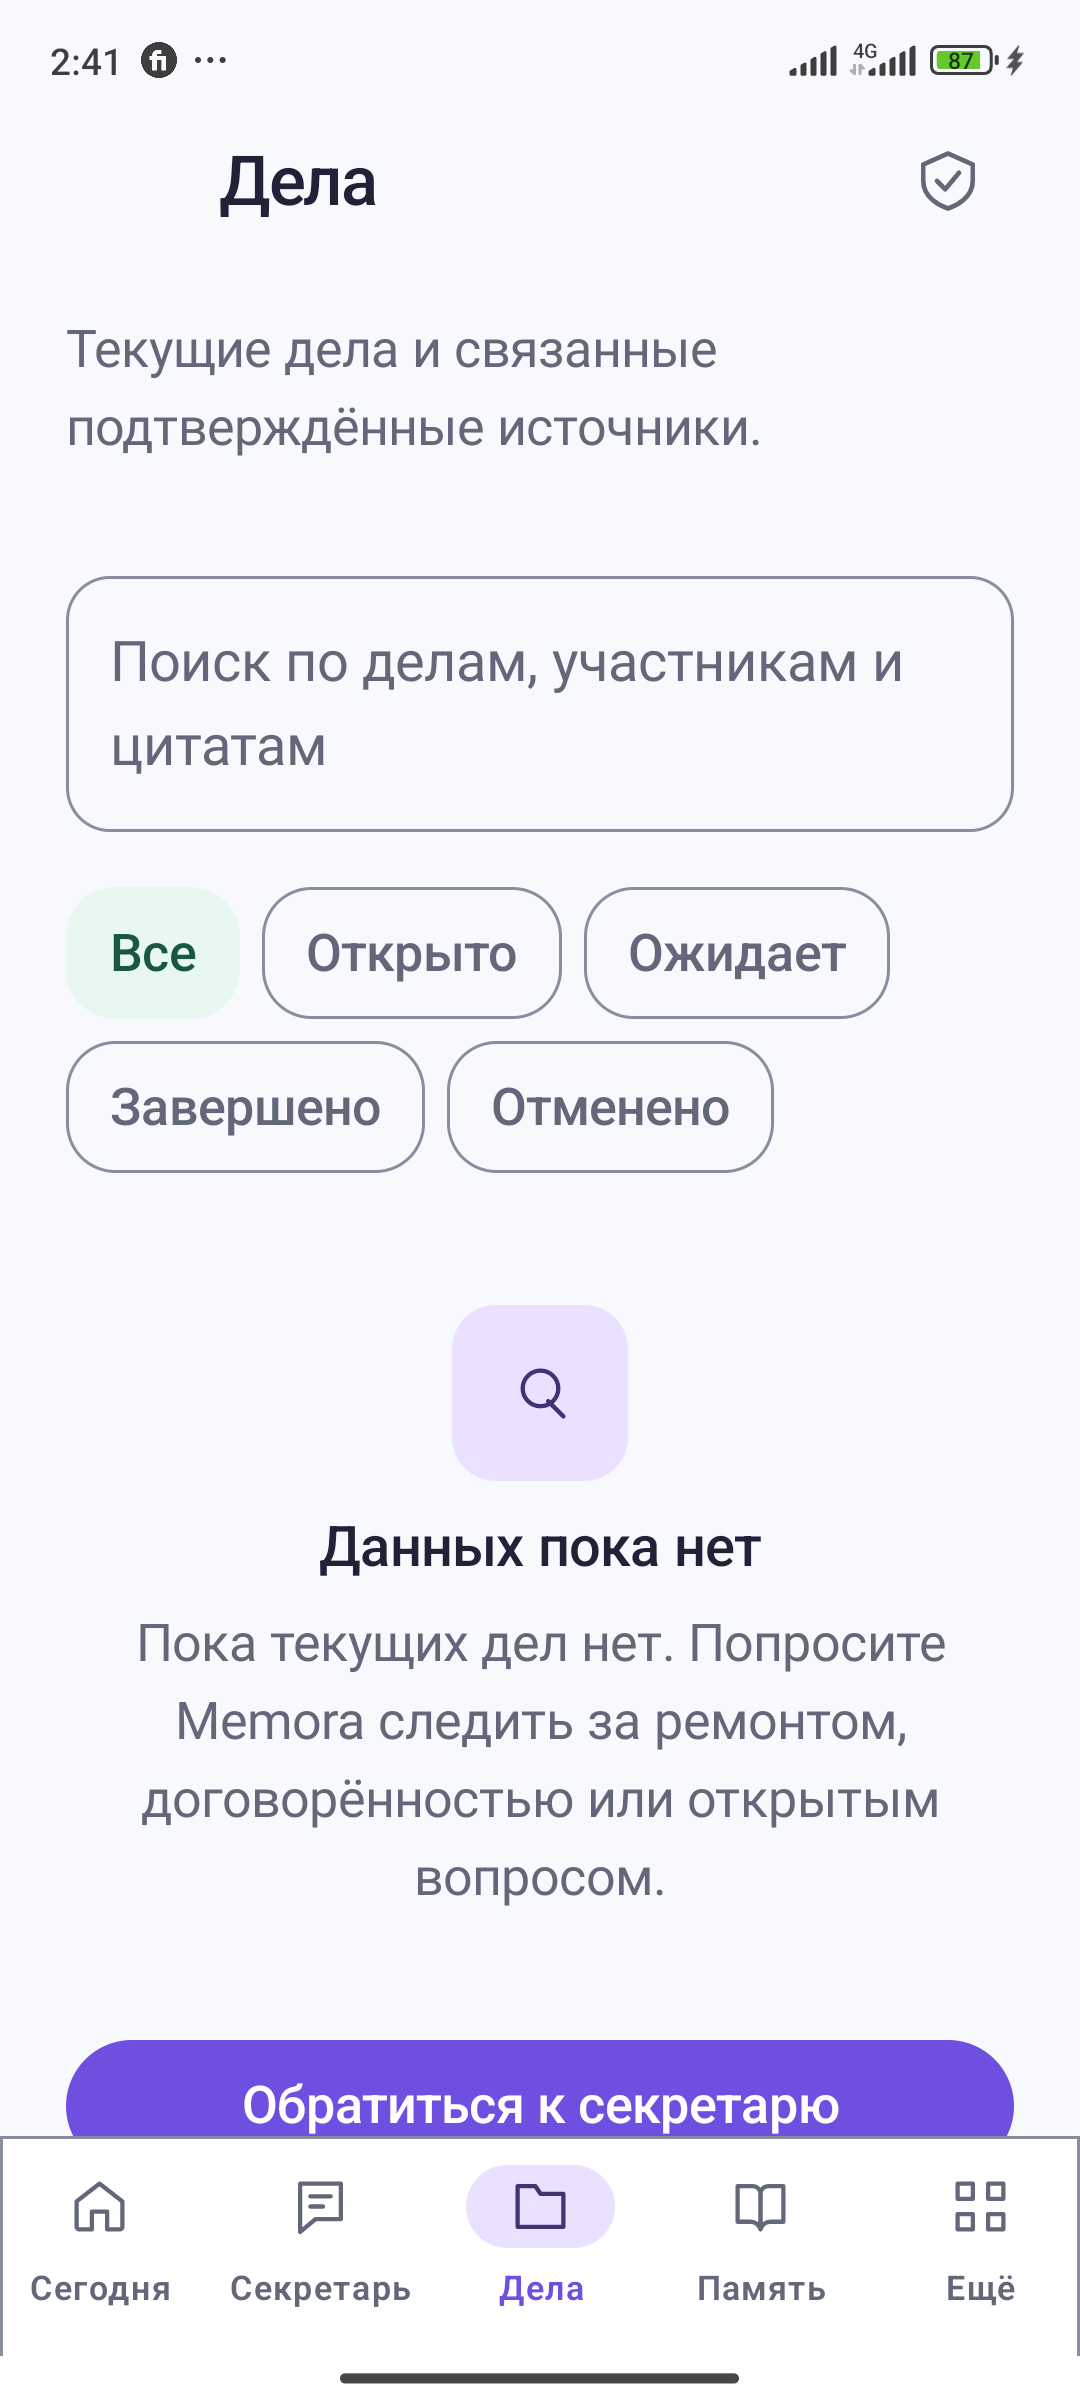 2:41 fi ...
4G 87
Дела
Текущие дела и связанные
подтверждённые источники.
Поиск по делам, участникам и
цитатам
Все Открыто Ожидает
Завершено Отменено
Данных пока нет
Пока текущих дел нет. Попросите
Memora следить за ремонтом,
договорённостью или открытым
вопросом.
Обратиться к секретарю
Сегодня Секретарь Дела Память Ещё